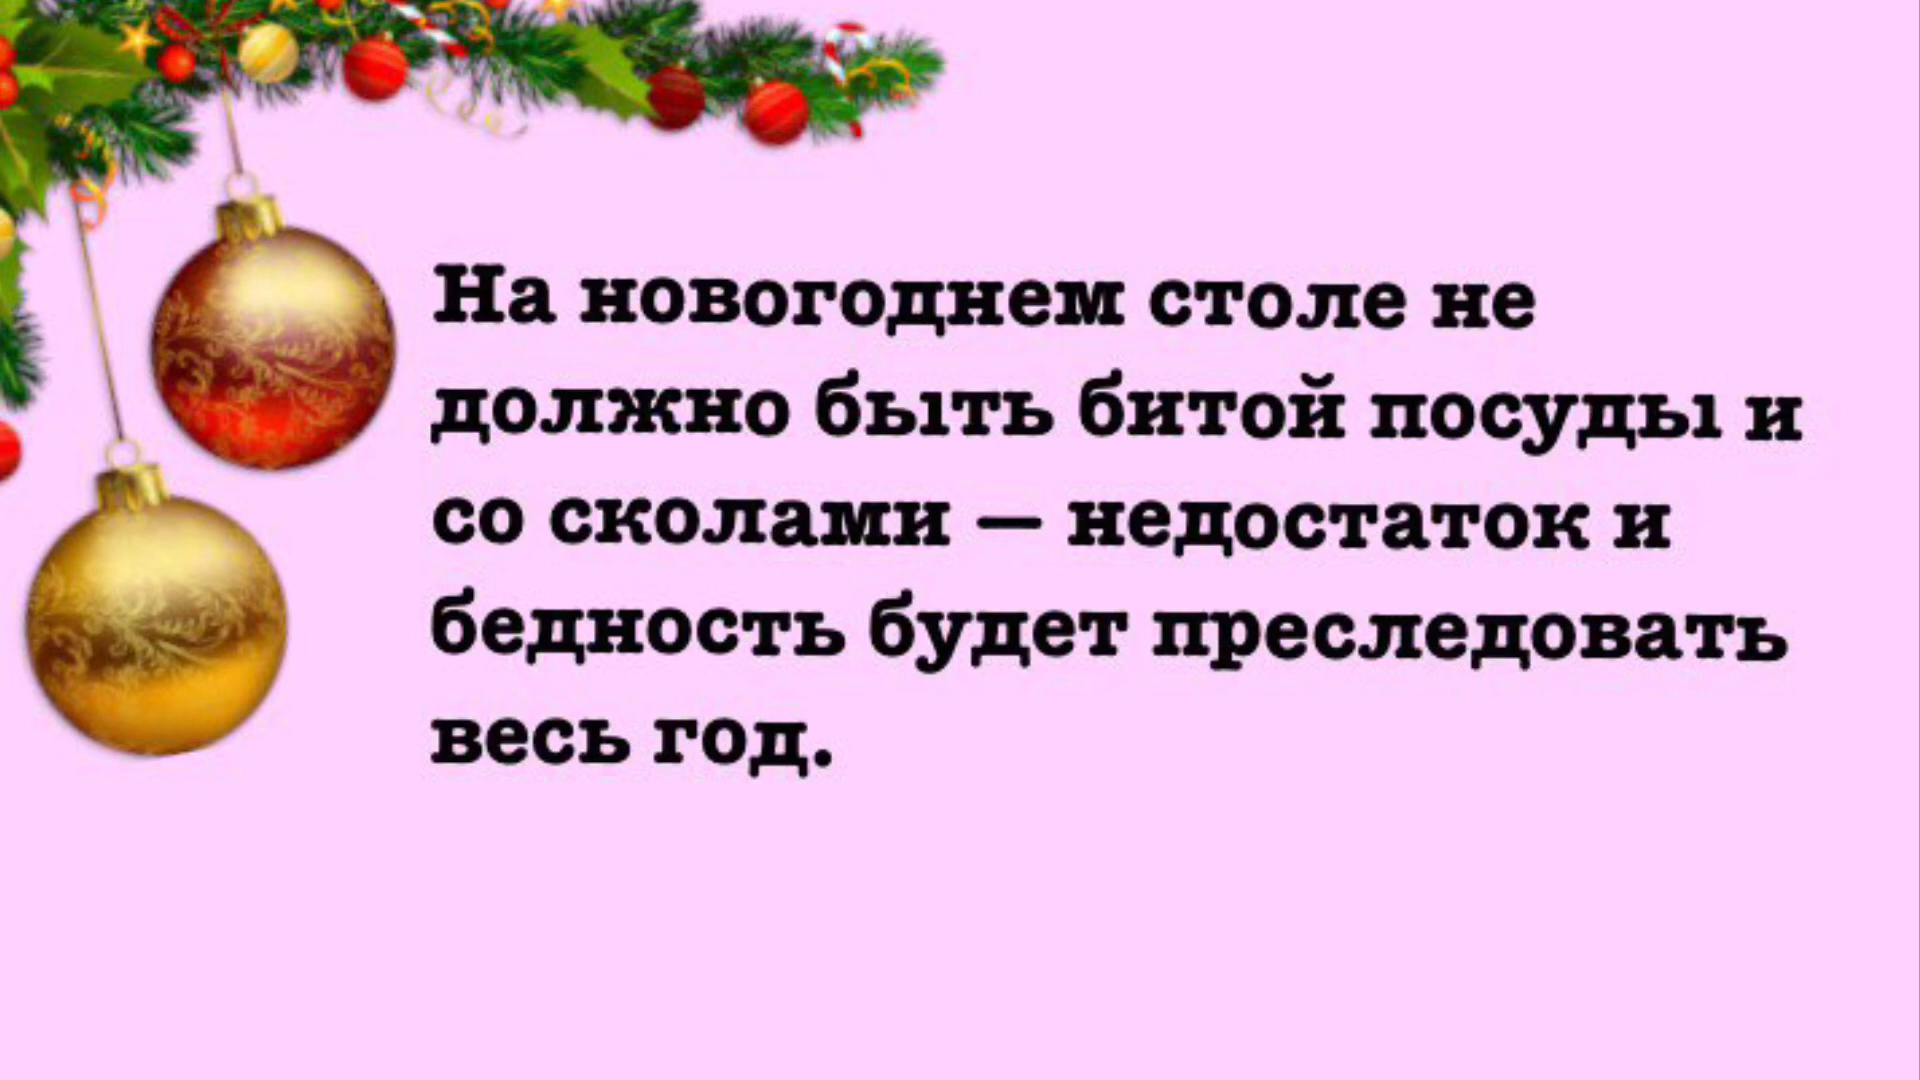 На новогоднем столе не
должно быть битой посуды и
со сколами — недостаток и
бедность будет преследовать
весь год.